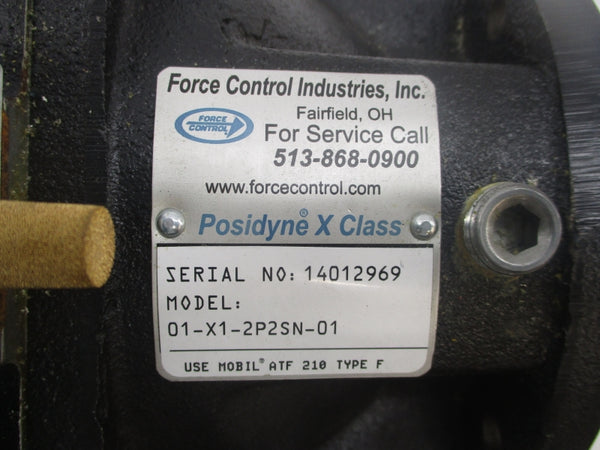 Force Control Industries, Inc.
Fairfield, OH
FORCE CONTROL
For Service Call
513-868-0900
www.forcecontrol.com
Posidyne® X Class
SERIAL NO: 14012969
MODEL:
01-X1-2P2SN-01
USE MOBIL® ATF 210 TYPE F